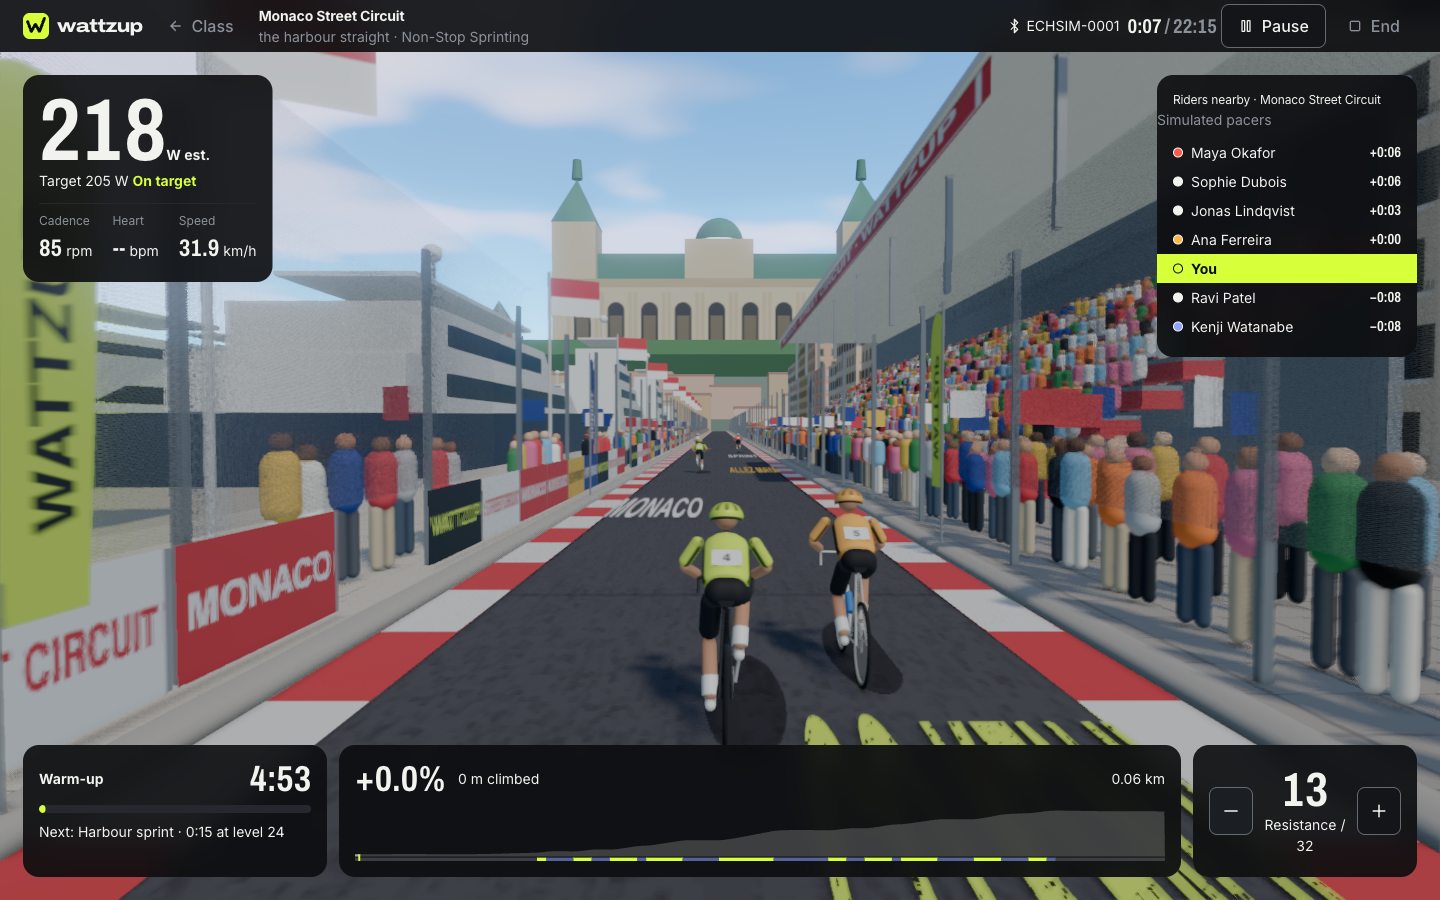 wattzup
Class
Monaco Street Circuit
the harbour straight · Non-Stop Sprinting
ECHSIM-0001
0:07 / 22:15
Pause
End
218 W est.
Target 205 W On target
Cadence Heart Speed
85 rpm -- bpm 31.9 km/h
Riders nearby · Monaco Street Circuit
Simulated pacers
Maya Okafor +0:06
Sophie Dubois +0:06
Jonas Lindqvist +0:03
Ana Ferreira +0:00
You
Ravi Patel −0:08
Kenji Watanabe −0:08
WATTZU
WATTZUP
CIRCUIT
MONACO
MONACO
SPRINT
4
5
Warm-up 4:53
Next: Harbour sprint · 0:15 at level 24
+0.0% 0 m climbed 0.06 km
13
Resistance /
32